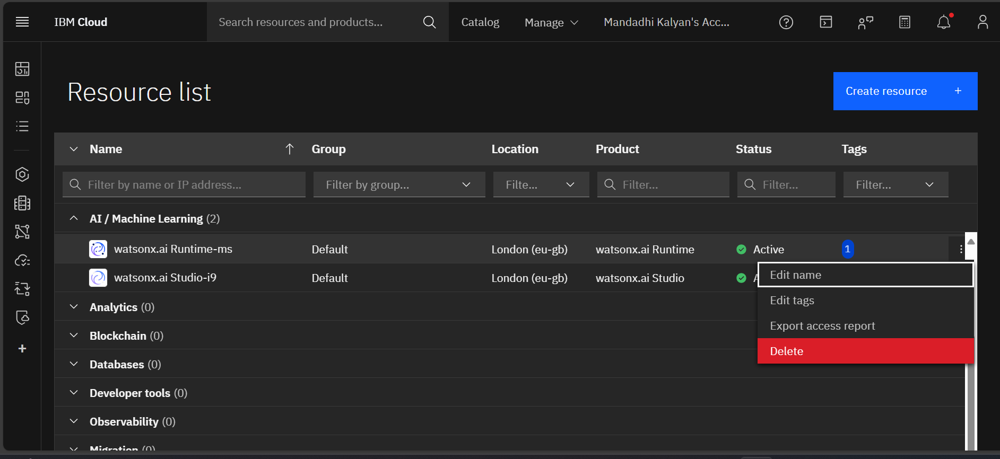 IBM Cloud
Search resources and products...
Catalog
Manage
Mandadhi Kalyan's Acc...
Resource list
Create resource +
Name
Group
Location
Product
Status
Tags
Filter by name or IP address...
Filter by group...
Filte...
Filter...
Filter...
Filter...
AI / Machine Learning (2)
watsonx.ai Runtime-ms
Default
London (eu-gb)
watsonx.ai Runtime
Active
1
watsonx.ai Studio-i9
Default
London (eu-gb)
watsonx.ai Studio
A
Edit name
Edit tags
Export access report
Delete
Analytics (0)
Blockchain (0)
Databases (0)
Developer tools (0)
Observability (0)
Migration (0)